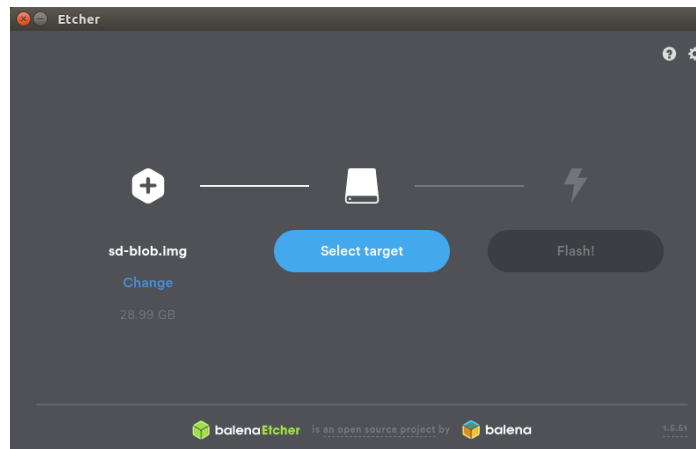 Etcher
sd-blob.img
Select target
Flash!
Change
28.99 GB
balenaEtcher is an open source project by balena
1.5.51